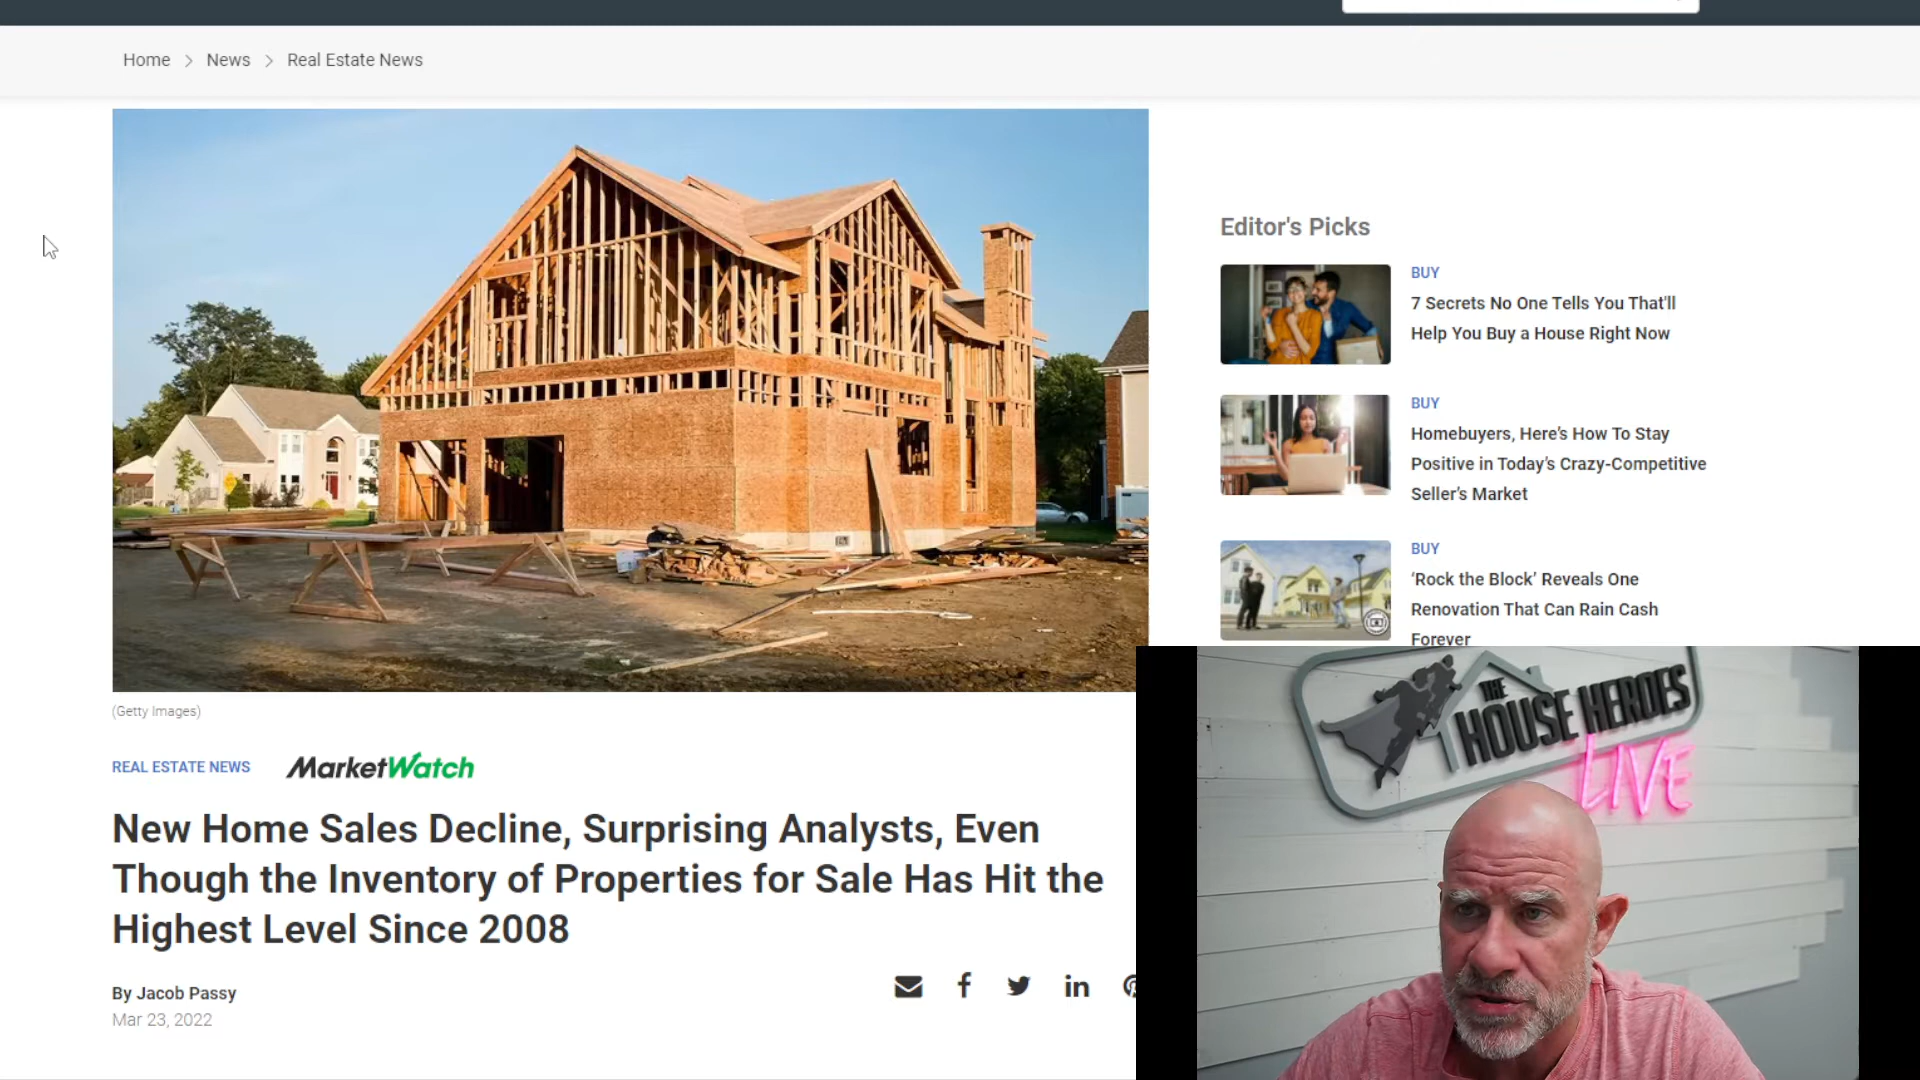 Home > News > Real Estate News
Editor's Picks
BUY
7 Secrets No One Tells You That'll
Help You Buy a House Right Now
BUY
Homebuyers, Here’s How To Stay
Positive in Today’s Crazy-Competitive
Seller’s Market
BUY
‘Rock the Block’ Reveals One
Renovation That Can Rain Cash
Forever
(Getty Images)
REAL ESTATE NEWS MarketWatch
New Home Sales Decline, Surprising Analysts, Even
Though the Inventory of Properties for Sale Has Hit the
Highest Level Since 2008
By Jacob Passy
Mar 23, 2022
THE
HOUSE HEROES
LIVE